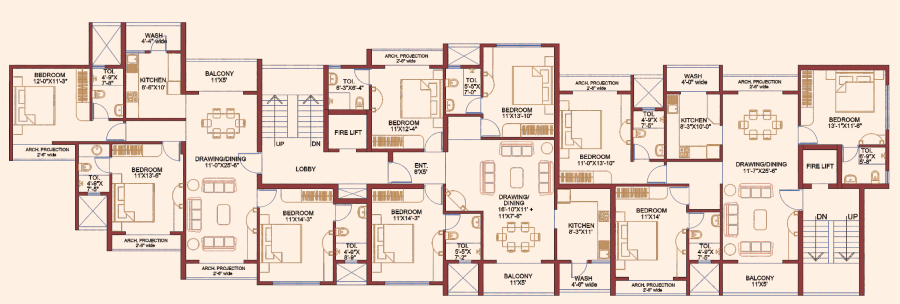 BEDROOM
12'-0"X11'-3"
TOI.
4'-9"X
7'-6"
WASH
4'-4" wide
KITCHEN
8'-6"X10'
BALCONY
11'X5'
DRAWING/DINING
11'-0"X25'-6"
ARCH. PROJECTION
2'-6" wide
TOI.
4'-9"X
7'-5"
BEDROOM
11'X13'-6"
ARCH. PROJECTION
2'-6" wide
ARCH. PROJECTION
2'-6" wide
UP
DN
LOBBY
FIRE LIFT
TOI.
6'-3"X6'-4"
ARCH. PROJECTION
2'-6" wide
BEDROOM
11'X12'-4"
TOI.
5'-5"X
7'-0"
BEDROOM
11'X13'-10"
ENT.
8'X5'
BEDROOM
11'X14'-3"
TOI.
4'-9"X
8'-9"
BEDROOM
11'X14'-3"
TOI.
5'-5"X
7'-2"
DRAWING/
DINING
16'-10"X11' +
11'X7'-6"
BALCONY
11'X5'
KITCHEN
8'-3"X11'
WASH
4'-6" wide
ARCH. PROJECTION
2'-6" wide
BEDROOM
11'-0"X13'-10"
TOI.
4'-9"X
7'-5"
WASH
4'-0" wide
KITCHEN
8'-3"X10'-0"
ARCH. PROJECTION
2'-6" wide
DRAWING/DINING
11'-7"X25'-6"
BEDROOM
11'X14'
TOI.
4'-9"X
7'-5"
ARCH. PROJECTION
2'-6" wide
BALCONY
11'X5'
BEDROOM
13'-1"X11'-6"
FIRE LIFT
TOI.
6'-9"X
5'-8"
DN
UP